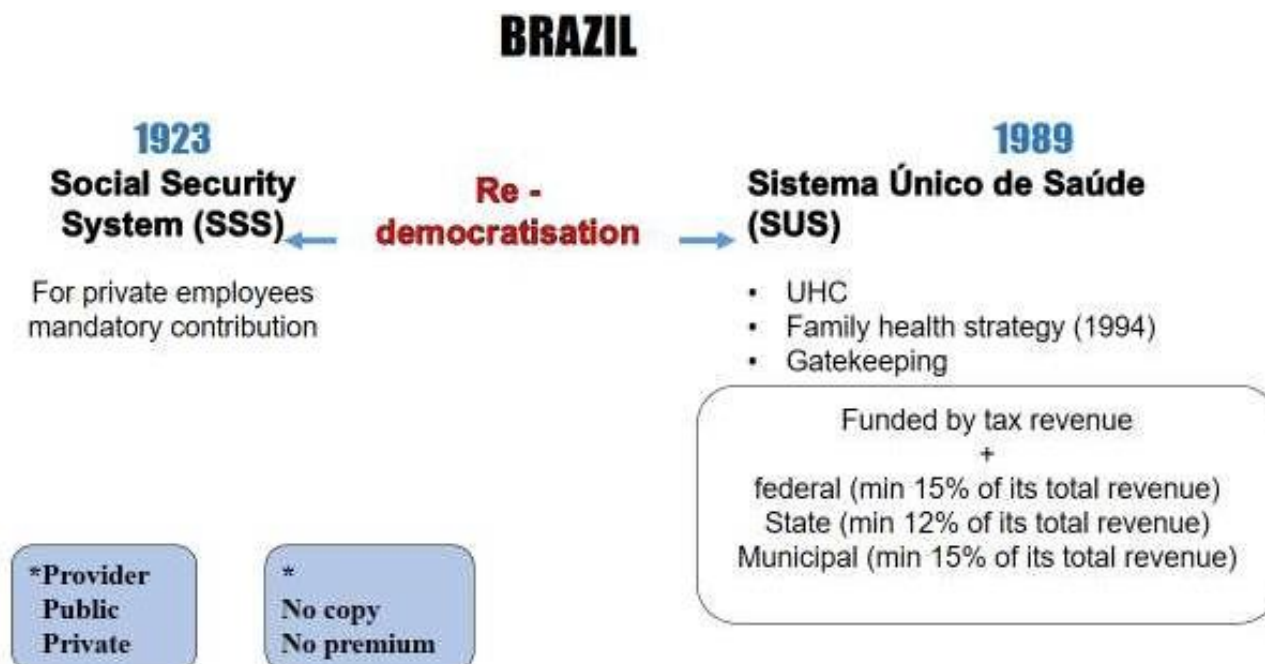 BRAZIL
1923
Social Security
System (SSS)
For private employees
mandatory contribution
Re -
democratisation
1989
Sistema Único de Saúde
(SUS)
• UHC
• Family health strategy (1994)
• Gatekeeping
Funded by tax revenue
+
federal (min 15% of its total revenue)
State (min 12% of its total revenue)
Municipal (min 15% of its total revenue)
*Provider
Public
Private
*
No copy
No premium